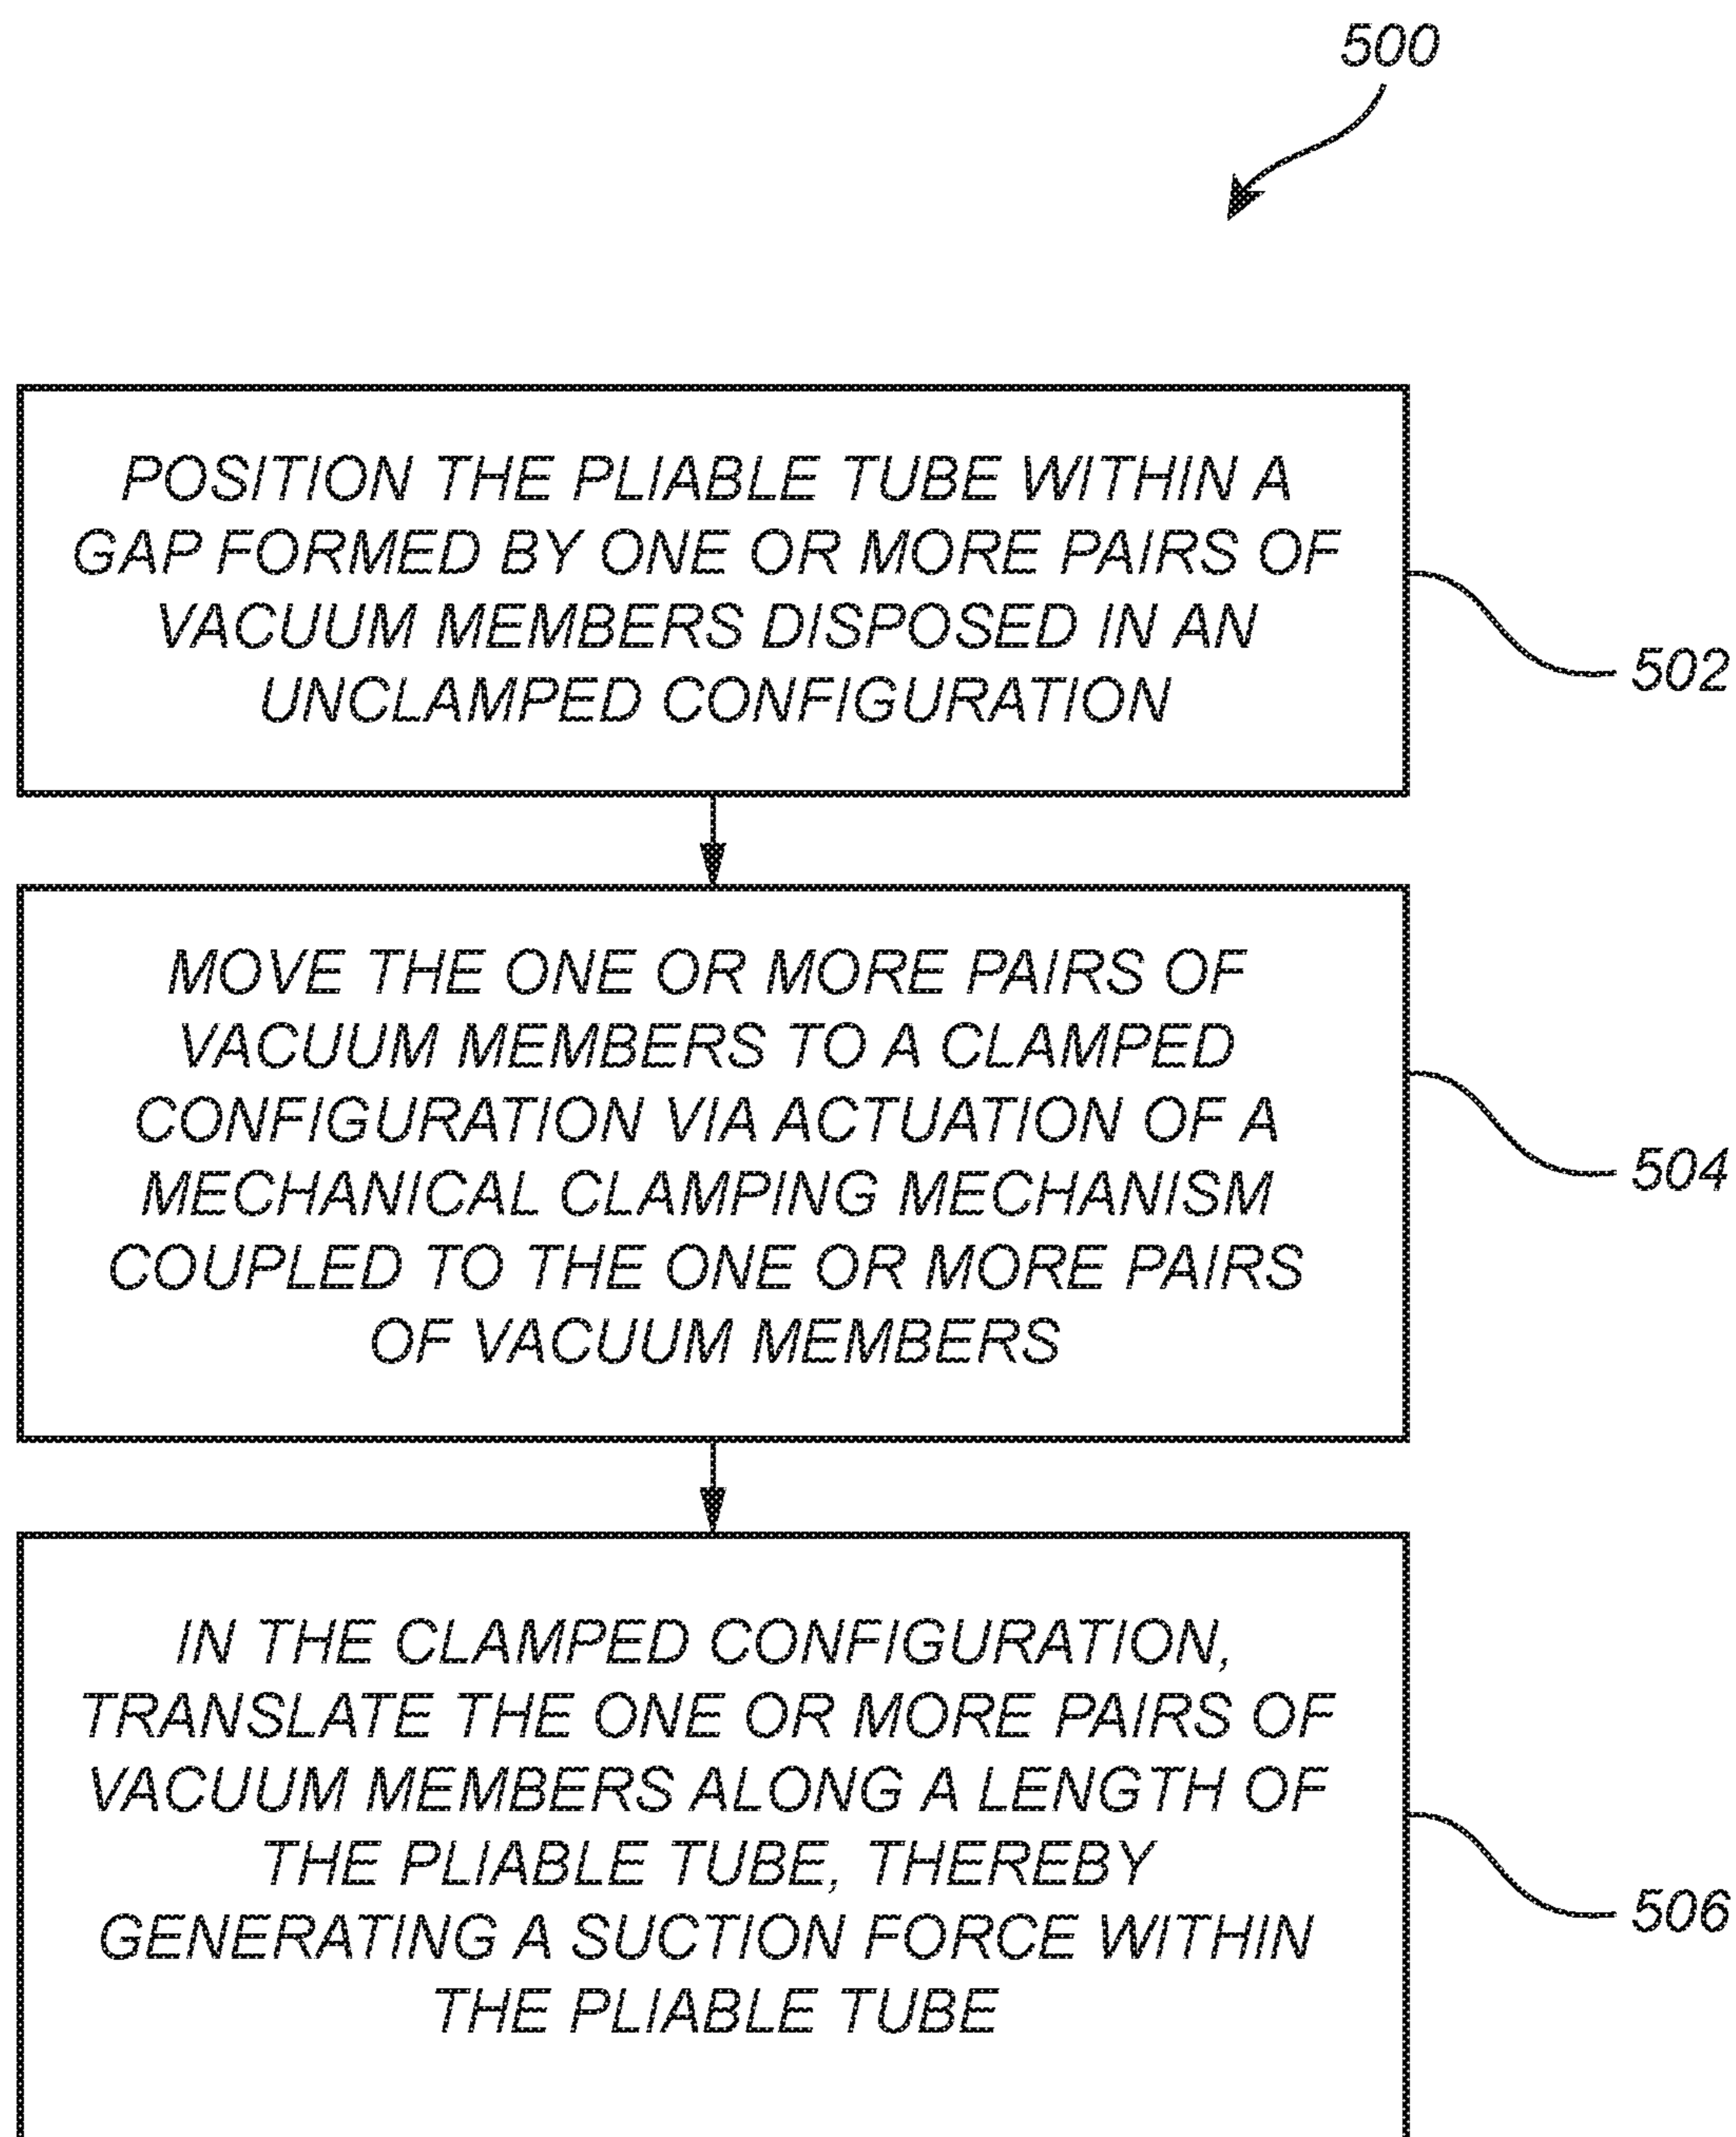 500
POSITION THE PLIABLE TUBE WITHIN A
GAP FORMED BY ONE OR MORE PAIRS OF
VACUUM MEMBERS DISPOSED IN AN
UNCLAMPED CONFIGURATION
502
MOVE THE ONE OR MORE PAIRS OF
VACUUM MEMBERS TO A CLAMPED
CONFIGURATION VIA ACTUATION OF A
MECHANICAL CLAMPING MECHANISM
COUPLED TO THE ONE OR MORE PAIRS
OF VACUUM MEMBERS
504
IN THE CLAMPED CONFIGURATION,
TRANSLATE THE ONE OR MORE PAIRS OF
VACUUM MEMBERS ALONG A LENGTH OF
THE PLIABLE TUBE, THEREBY
GENERATING A SUCTION FORCE WITHIN
THE PLIABLE TUBE
506